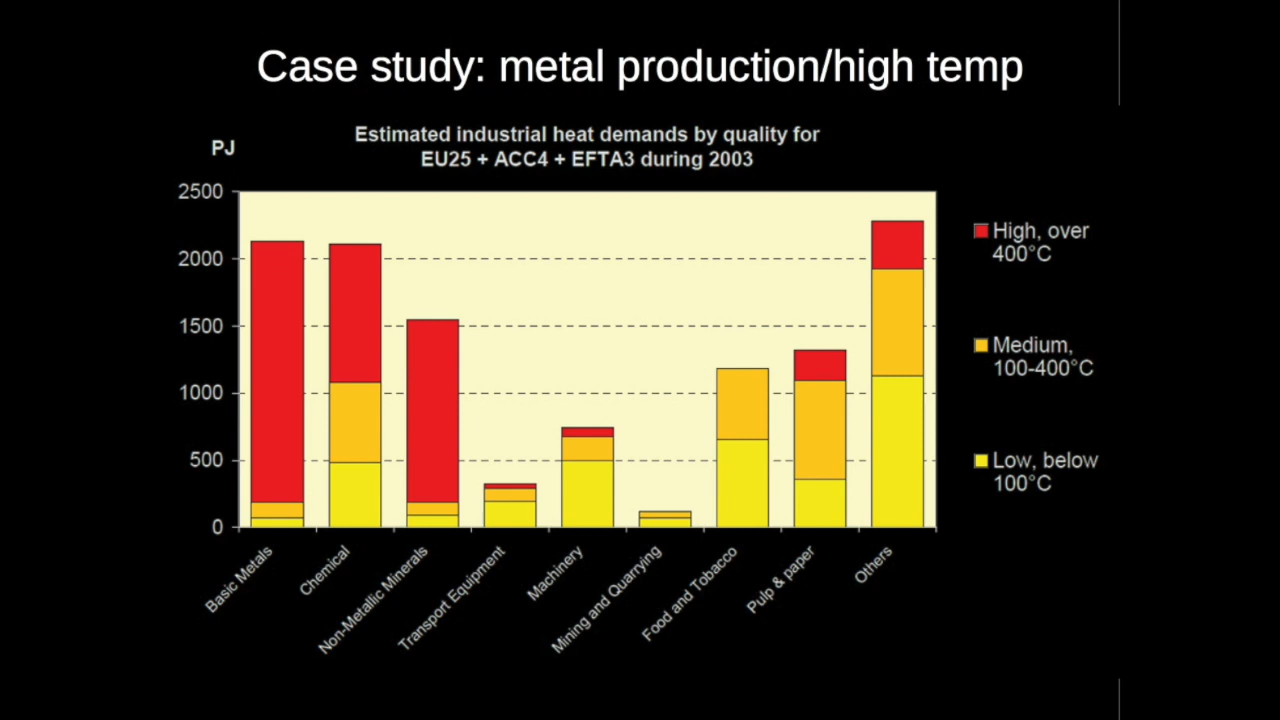 Case study: metal production/high temp
Estimated industrial heat demands by quality for
EU25 + ACC4 + EFTA3 during 2003
PJ
2500
2000
1500
1000
500
0
High, over
400°C
Medium,
100-400°C
Low, below
100°C
Basic Metals
Chemical
Non-Metallic Minerals
Transport Equipment
Machinery
Mining and Quarrying
Food and Tobacco
Pulp & paper
Others